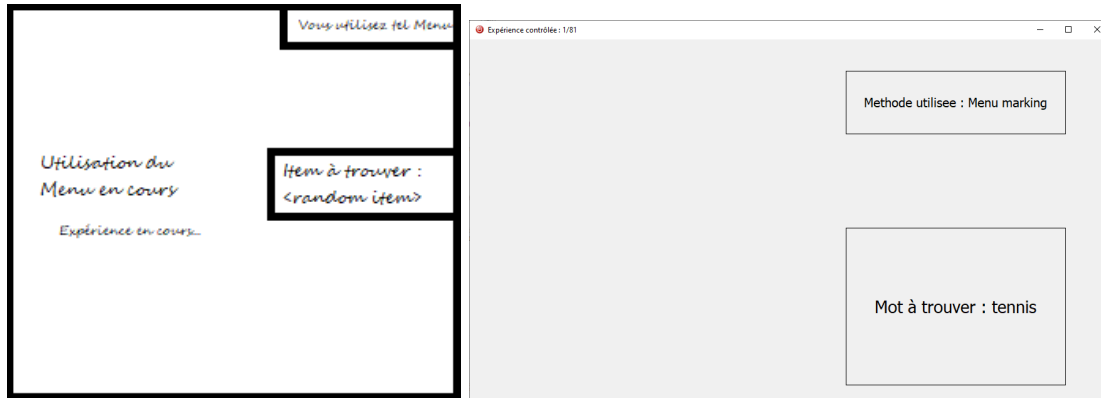 Vous utilisez tel Menu
Utilisation du
Menu en cours
Expérience en cours...
Item à trouver :
<random item>
Expérience contrôlée : 1/81
Methode utilisee : Menu marking
Mot à trouver : tennis